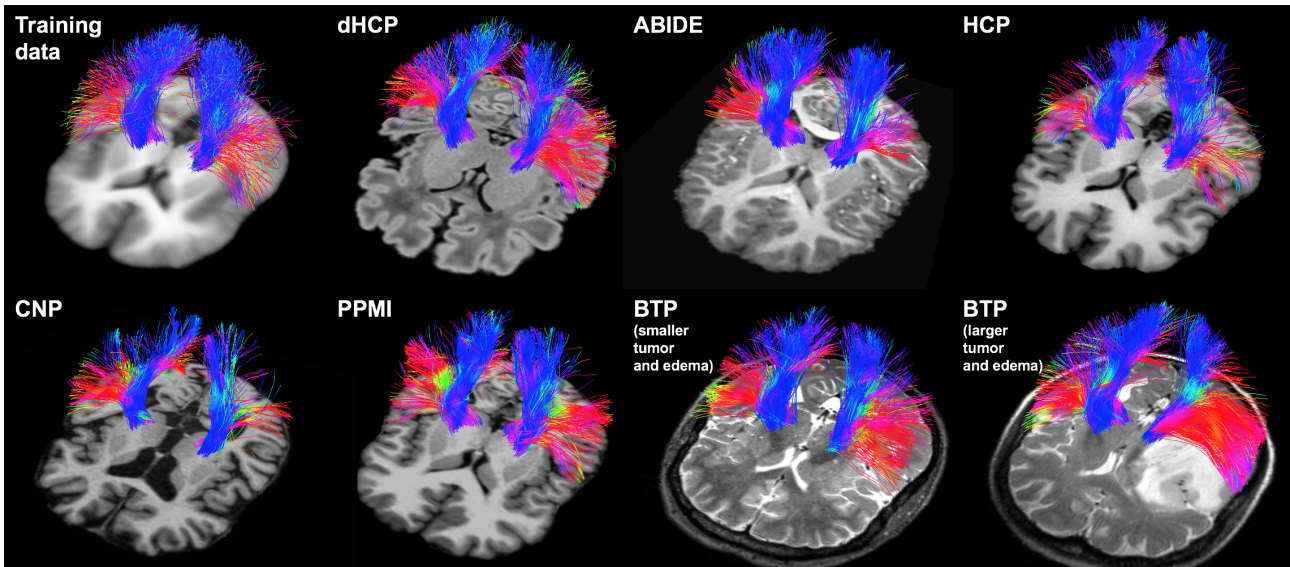 Training
data
dHCP
ABIDE
HCP
CNP
PPMI
BTP
(smaller
tumor
and edema)
BTP
(larger
tumor
and edema)